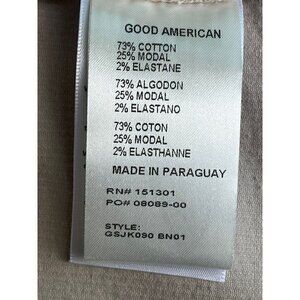 GOOD AMERICAN
73% COTTON
25% MODAL
2% ELASTANE
73% ALGODON
25% MODAL
2% ELASTANO
73% COTON
25% MODAL
2% ELASTHANNE
MADE IN PARAGUAY
RN# 151301
PO# 08089-00
STYLE:
GSJK090 BN01